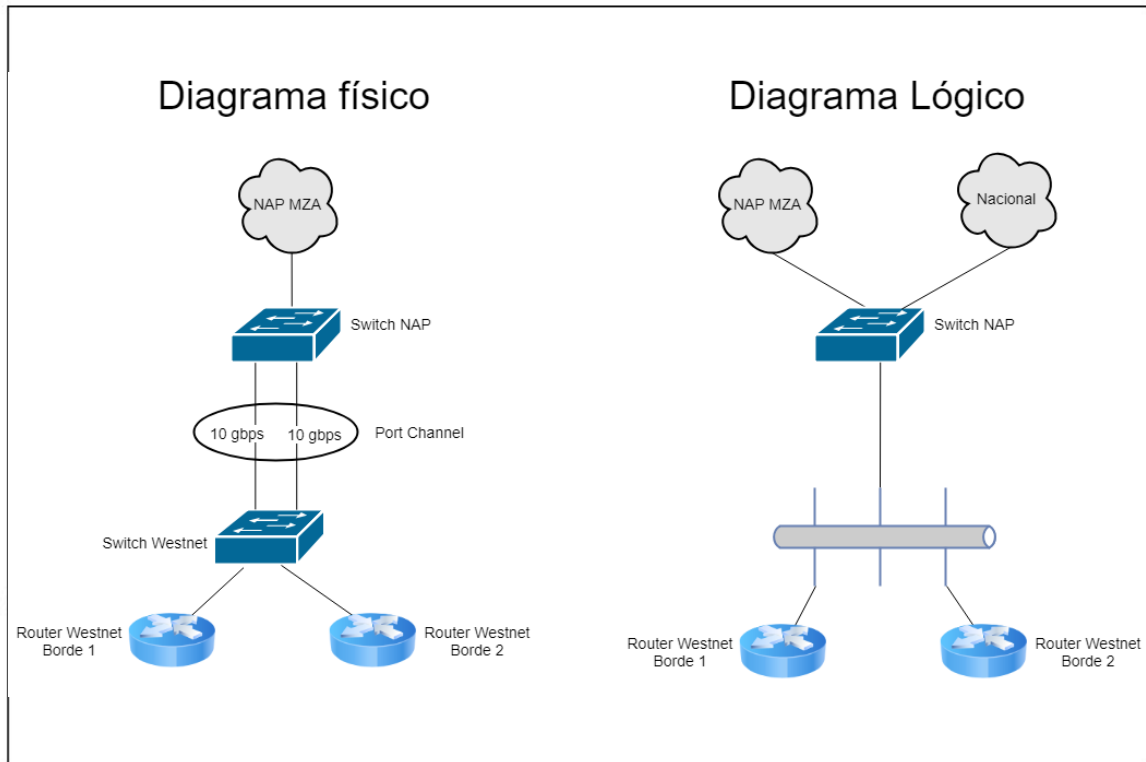 Diagrama físico
NAP MZA
Switch NAP
10 gbps
10 gbps
Port Channel
Switch Westnet
Router Westnet
Borde 1
Router Westnet
Borde 2
Diagrama Lógico
NAP MZA
Nacional
Switch NAP
Router Westnet
Borde 1
Router Westnet
Borde 2